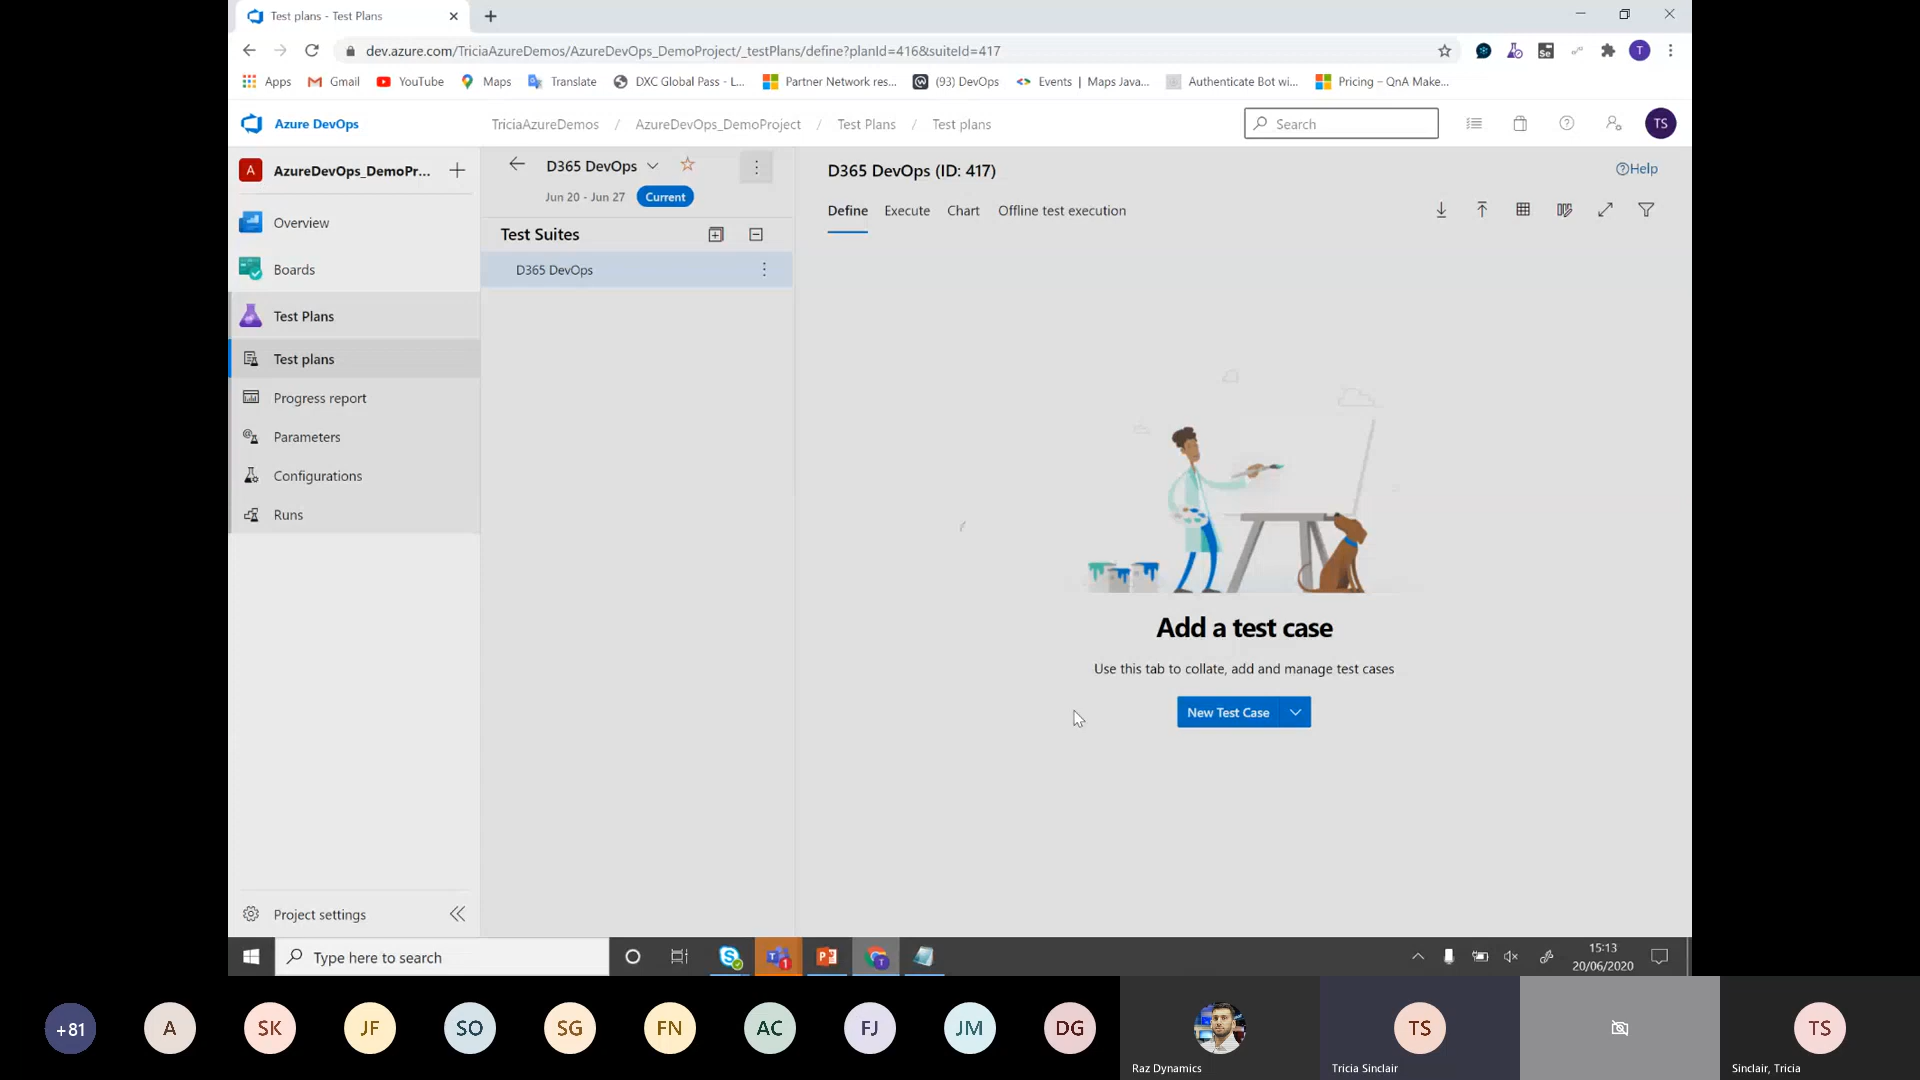 Test plans - Test Plans
dev.azure.com/TriciaAzureDemos/AzureDevOps_DemoProject/_testPlans/define?planId=416&suiteId=417
T
Apps
Gmail
YouTube
Maps
Translate
DXC Global Pass - L...
Partner Network res...
(93) DevOps
Events | Maps Java...
Authenticate Bot wi...
Pricing – QnA Make...
Azure DevOps
TriciaAzureDemos / AzureDevOps_DemoProject / Test Plans / Test plans
Search
TS
A AzureDevOps_DemoPr...
Overview
Boards
Test Plans
Test plans
Progress report
Parameters
Configurations
Runs
Project settings
D365 DevOps
Jun 20 - Jun 27 Current
Test Suites
D365 DevOps
D365 DevOps (ID: 417)
Help
Define Execute Chart Offline test execution
Add a test case
Use this tab to collate, add and manage test cases
New Test Case
Type here to search
15:13
20/06/2020
+81
A
SK
JF
SO
SG
FN
AC
FJ
JM
DG
Raz Dynamics
TS
Tricia Sinclair
TS
Sinclair, Tricia